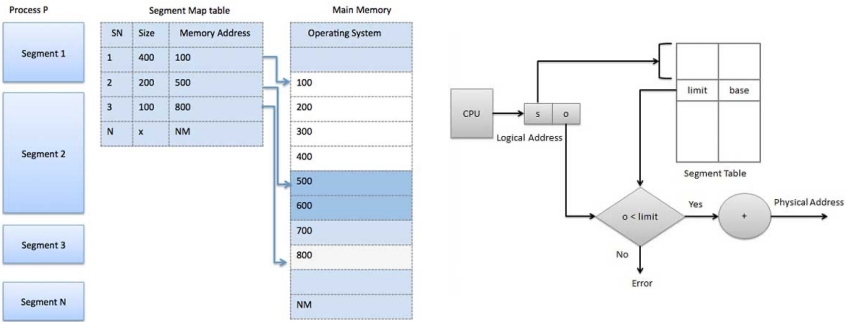 Process P
Segment 1
Segment 2
Segment 3
Segment N
Segment Map table
SN Size Memory Address
1 400 100
2 200 500
3 100 800
N x NM
Main Memory
Operating System
100
200
300
400
500
600
700
800
NM
CPU
s o
Logical Address
limit base
Segment Table
o < limit
Yes
+
Physical Address
No
Error